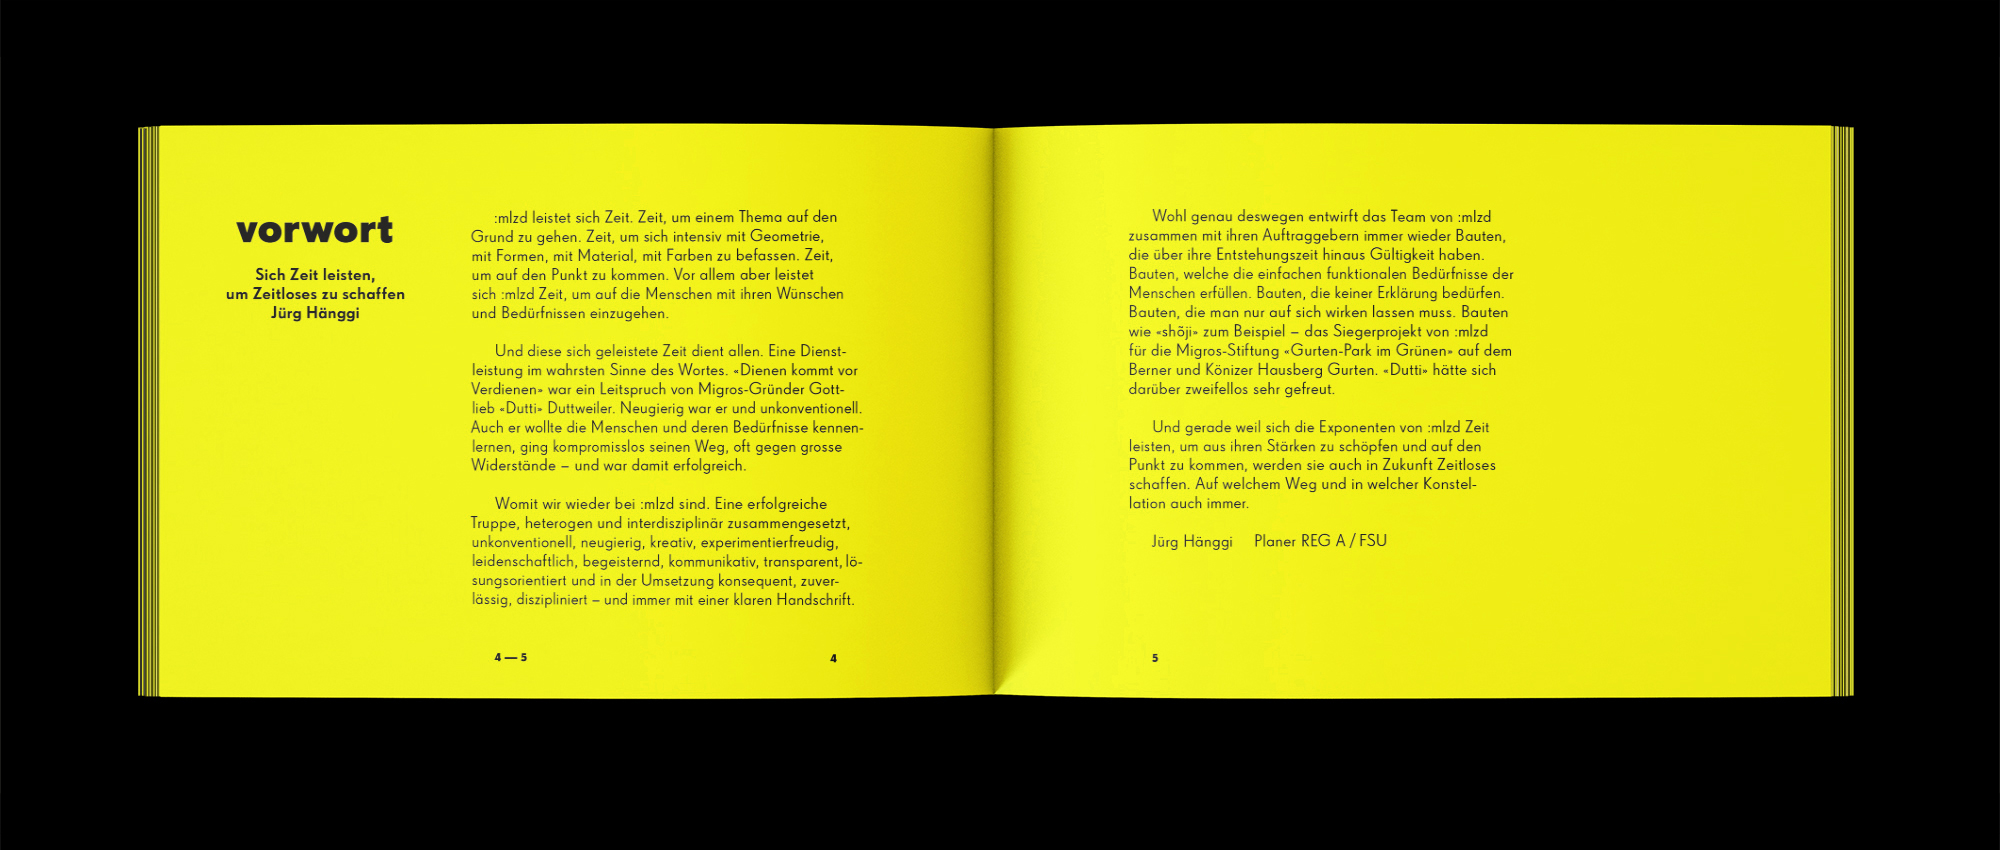 vorwort
Sich Zeit leisten,
um Zeitloses zu schaffen
Jürg Hänggi
:mlzd leistet sich Zeit. Zeit, um einem Thema auf den
Grund zu gehen. Zeit, um sich intensiv mit Geometrie,
mit Formen, mit Material, mit Farben zu befassen. Zeit,
um auf den Punkt zu kommen. Vor allem aber leistet
sich :mlzd Zeit, um auf die Menschen mit ihren Wünschen
und Bedürfnissen einzugehen.
Und diese sich geleistete Zeit dient allen. Eine Dienst-
leistung im wahrsten Sinne des Wortes. «Dienen kommt vor
Verdienen» war ein Leitspruch von Migros-Gründer Gott-
lieb «Dutti» Duttweiler. Neugierig war er und unkonventionell.
Auch er wollte die Menschen und deren Bedürfnisse kennen-
lernen, ging kompromisslos seinen Weg, oft gegen grosse
Widerstände – und war damit erfolgreich.
Womit wir wieder bei :mlzd sind. Eine erfolgreiche
Truppe, heterogen und interdisziplinär zusammengesetzt,
unkonventionell, neugierig, kreativ, experimentierfreudig,
leidenschaftlich, begeisternd, kommunikativ, transparent, lö-
sungsorientiert und in der Umsetzung konsequent, zuver-
lässig, diszipliniert – und immer mit einer klaren Handschrift.
4 — 5
4
Wohl genau deswegen entwirft das Team von :mlzd
zusammen mit ihren Auftraggebern immer wieder Bauten,
die über ihre Entstehungszeit hinaus Gültigkeit haben.
Bauten, welche die einfachen funktionalen Bedürfnisse der
Menschen erfüllen. Bauten, die keiner Erklärung bedürfen.
Bauten, die man nur auf sich wirken lassen muss. Bauten
wie «shõji» zum Beispiel – das Siegerprojekt von :mlzd
für die Migros-Stiftung «Gurten-Park im Grünen» auf dem
Berner und Könizer Hausberg Gurten. «Dutti» hätte sich
darüber zweifellos sehr gefreut.
Und gerade weil sich die Exponenten von :mlzd Zeit
leisten, um aus ihren Stärken zu schöpfen und auf den
Punkt zu kommen, werden sie auch in Zukunft Zeitloses
schaffen. Auf welchem Weg und in welcher Konstel-
lation auch immer.
Jürg Hänggi Planer REG A / FSU
5